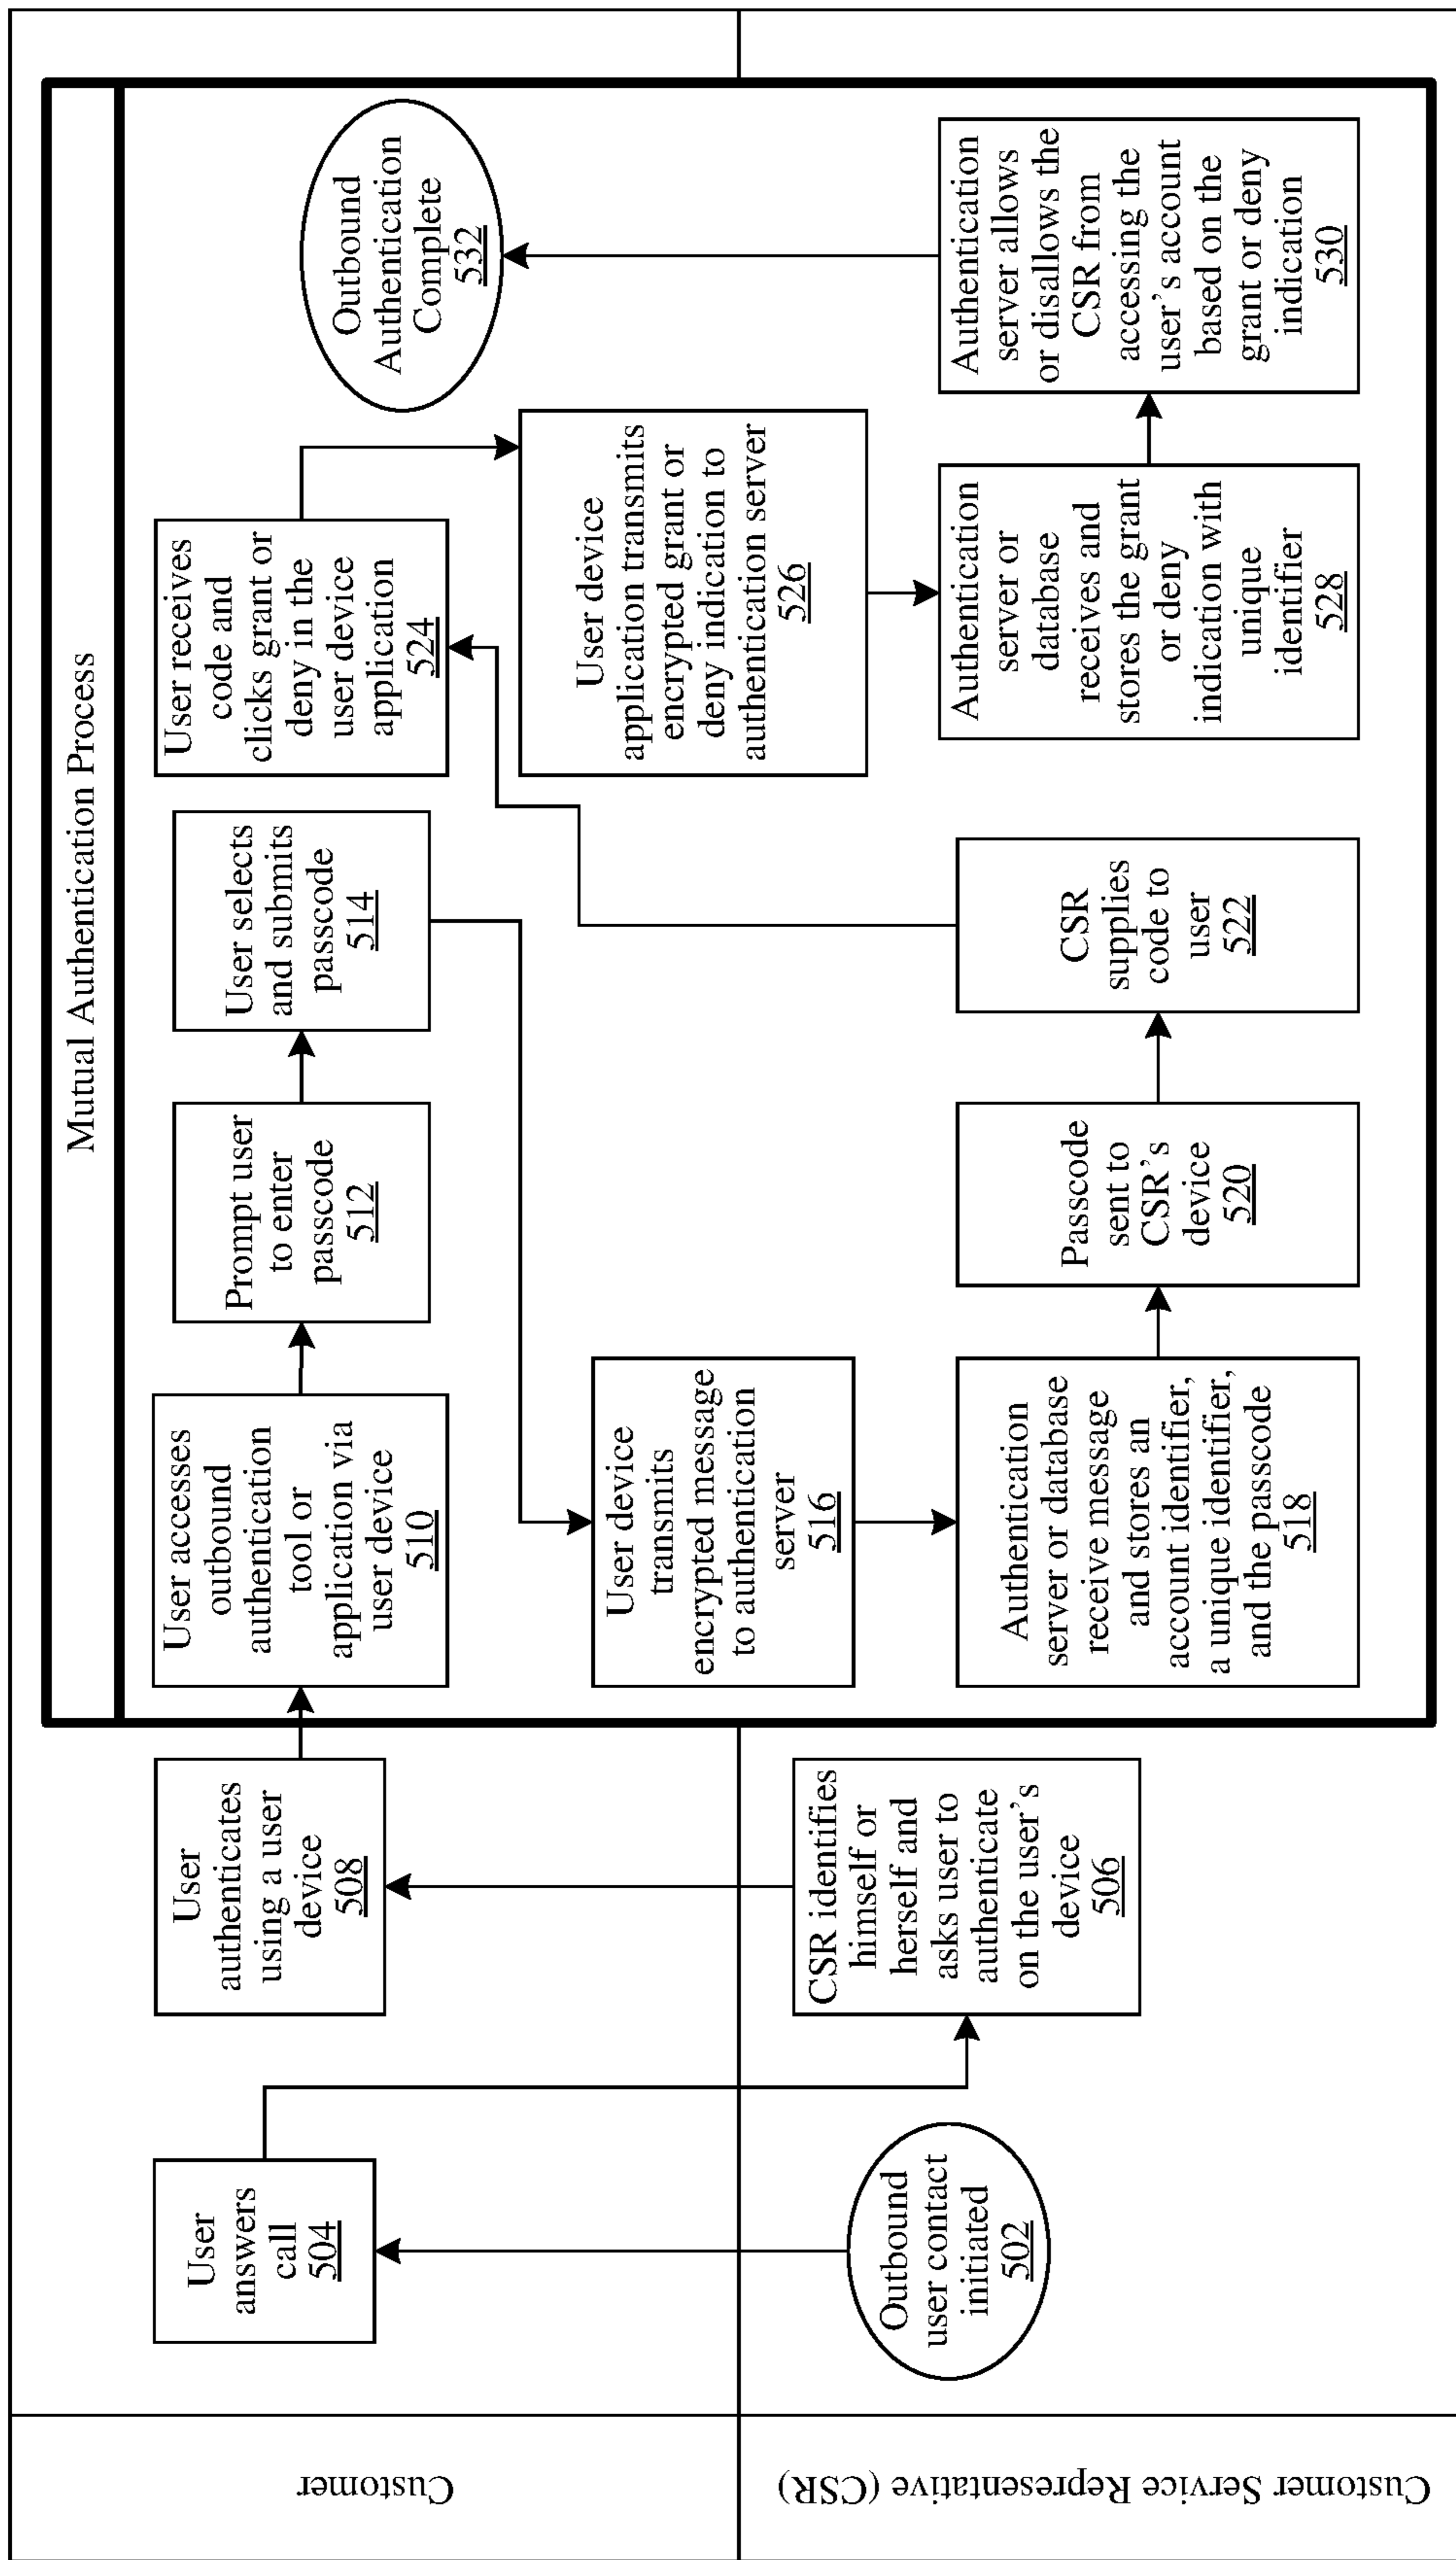 Customer
Customer Service Representative (CSR)
Mutual Authentication Process
Outbound
user contact
initiated
502
User
answers
call
504
CSR identifies
himself or
herself and
asks user to
authenticate
on the user's
device
506
User
authenticates
using a user
device
508
User accesses
outbound
authentication
tool or
application via
user device
510
Prompt user
to enter
passcode
512
User selects
and submits
passcode
514
User device
transmits
encrypted message
to authentication
server
516
Authentication
server or database
receive message
and stores an
account identifier,
a unique identifier,
and the passcode
518
Passcode
sent to
CSR's
device
520
CSR
supplies
code to
user
522
User receives
code and
clicks grant or
deny in the
user device
application
524
User device
application transmits
encrypted grant or
deny indication to
authentication server
526
Authentication
server or
database
receives and
stores the grant
or deny
indication with
unique
identifier
528
Authentication
server allows
or disallows the
CSR from
accessing the
user's account
based on the
grant or deny
indication
530
Outbound
Authentication
Complete
532